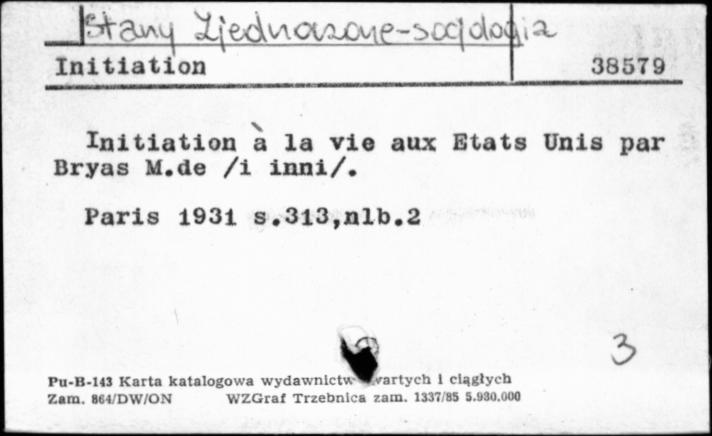 Stany Zjednoczone-socjologia
Initiation 38579
Initiation à la vie aux Etats Unis par
Bryas M.de /i inni/.
Paris 1931 s.313,nlb.2
3
Pu-B-143 Karta katalogowa wydawnictw zwartych i ciągłych
Zam. 864/DW/ON WZGraf Trzebnica zam. 1337/85 5.930.000